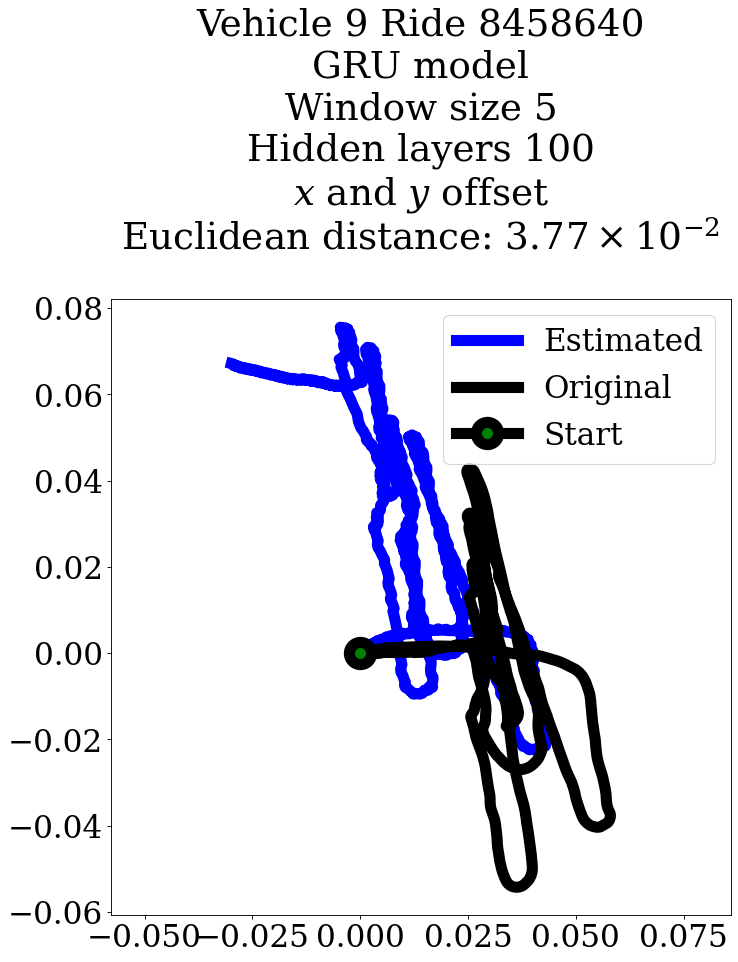 Vehicle 9 Ride 8458640
GRU model
Window size 5
Hidden layers 100
x and y offset
Euclidean distance: 3.77 × 10⁻²
Estimated
Original
Start
0.08
0.06
0.04
0.02
0.00
−0.02
−0.04
−0.06
−0.050 −0.025 0.000 0.025 0.050 0.075